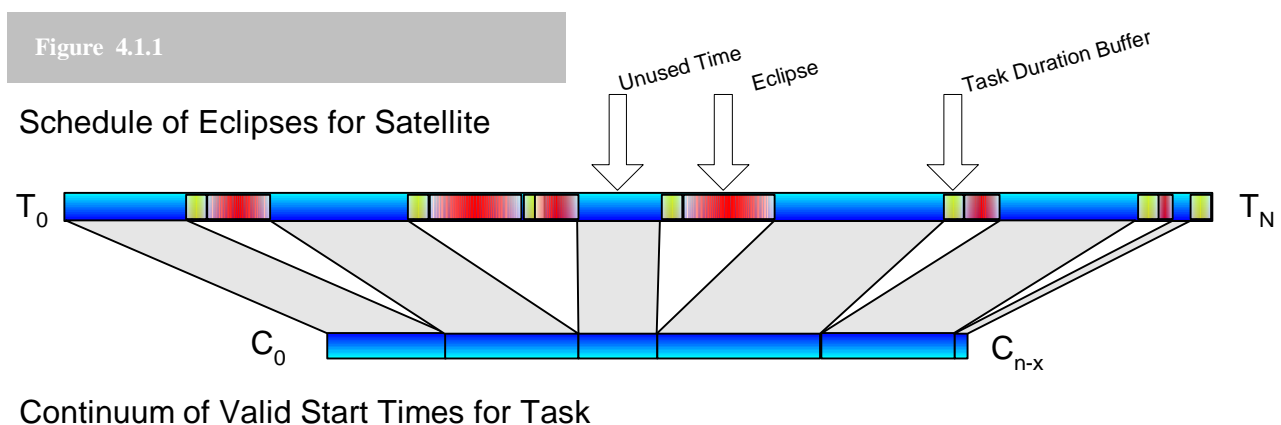 Figure 4.1.1
Unused Time
Eclipse
Task Duration Buffer
Schedule of Eclipses for Satellite
T0
TN
C0
Cn-x
Continuum of Valid Start Times for Task